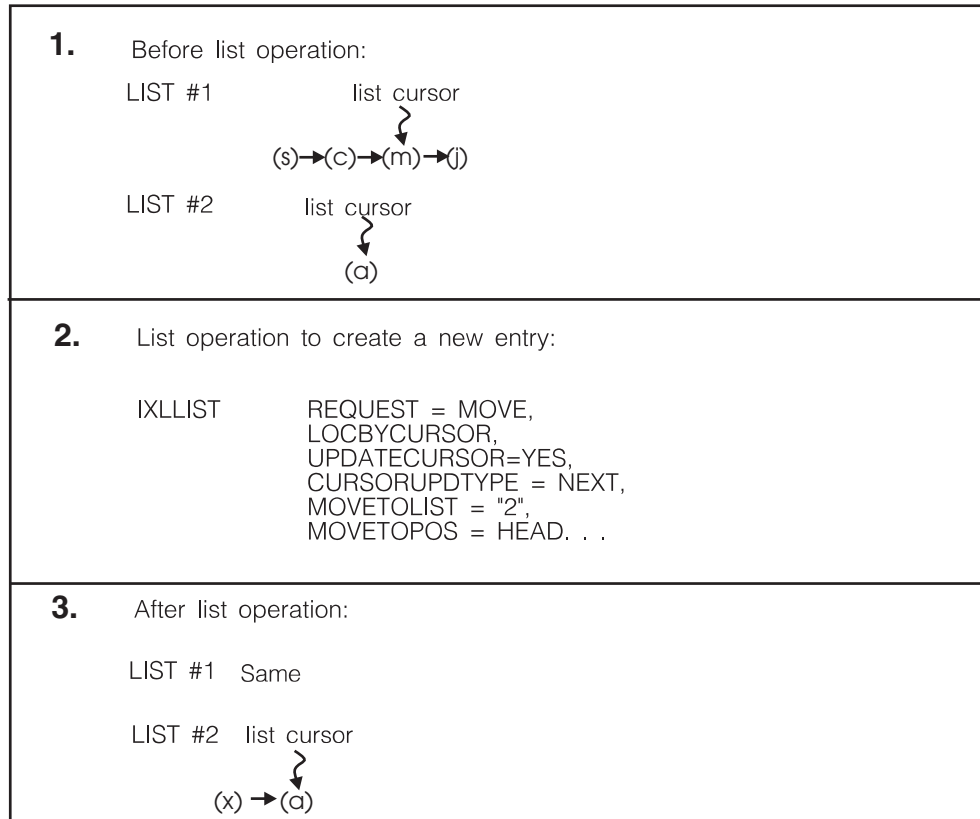 1. Before list operation:
LIST #1 list cursor
(s)→(c)→(m)→(j)
LIST #2 list cursor
(a)
2. List operation to create a new entry:
IXLLIST REQUEST = MOVE,
LOCBYCURSOR,
UPDATECURSOR=YES,
CURSORUPDTYPE = NEXT,
MOVETOLIST = "2",
MOVETOPOS = HEAD. . .
3. After list operation:
LIST #1 Same
LIST #2 list cursor
(x) →(a)